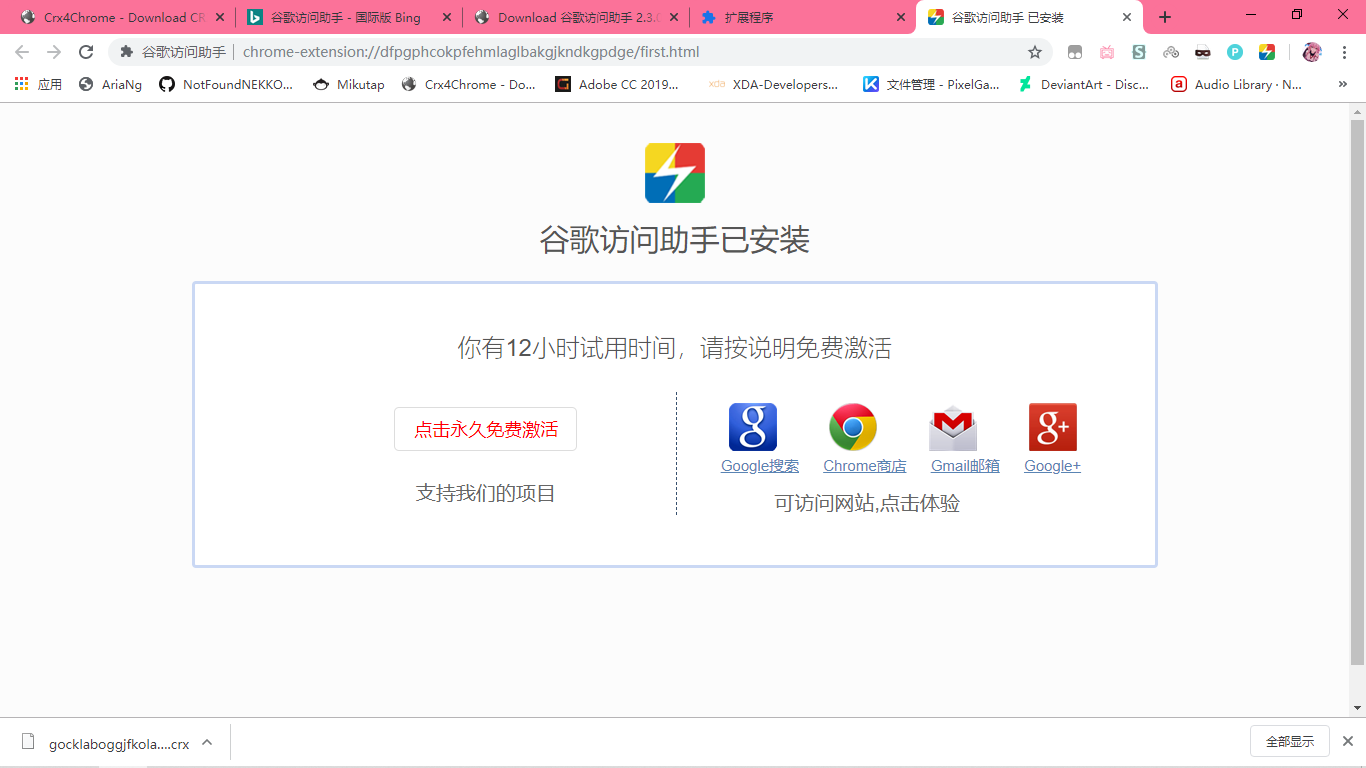 Crx4Chrome - Download CR
谷歌访问助手 - 国际版 Bing
Download 谷歌访问助手 2.3.0
扩展程序
谷歌访问助手 已安装
谷歌访问助手 | chrome-extension://dfpgphcokpfehmlaglbakgjkndkgpdge/first.html
应用
AriaNg
NotFoundNEKKO...
Mikutap
Crx4Chrome - Do...
Adobe CC 2019...
XDA-Developers...
文件管理 - PixelGa...
DeviantArt - Disc...
Audio Library · N...
谷歌访问助手已安装
你有12小时试用时间，请按说明免费激活
点击永久免费激活
支持我们的项目
Google搜索
Chrome商店
Gmail邮箱
Google+
可访问网站,点击体验
gocklaboggjfkola....crx
全部显示